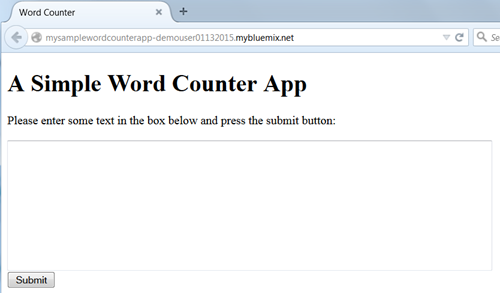 Word Counter
mysamplewordcounterapp-demouser01132015.mybluemix.net
A Simple Word Counter App
Please enter some text in the box below and press the submit button:
Submit